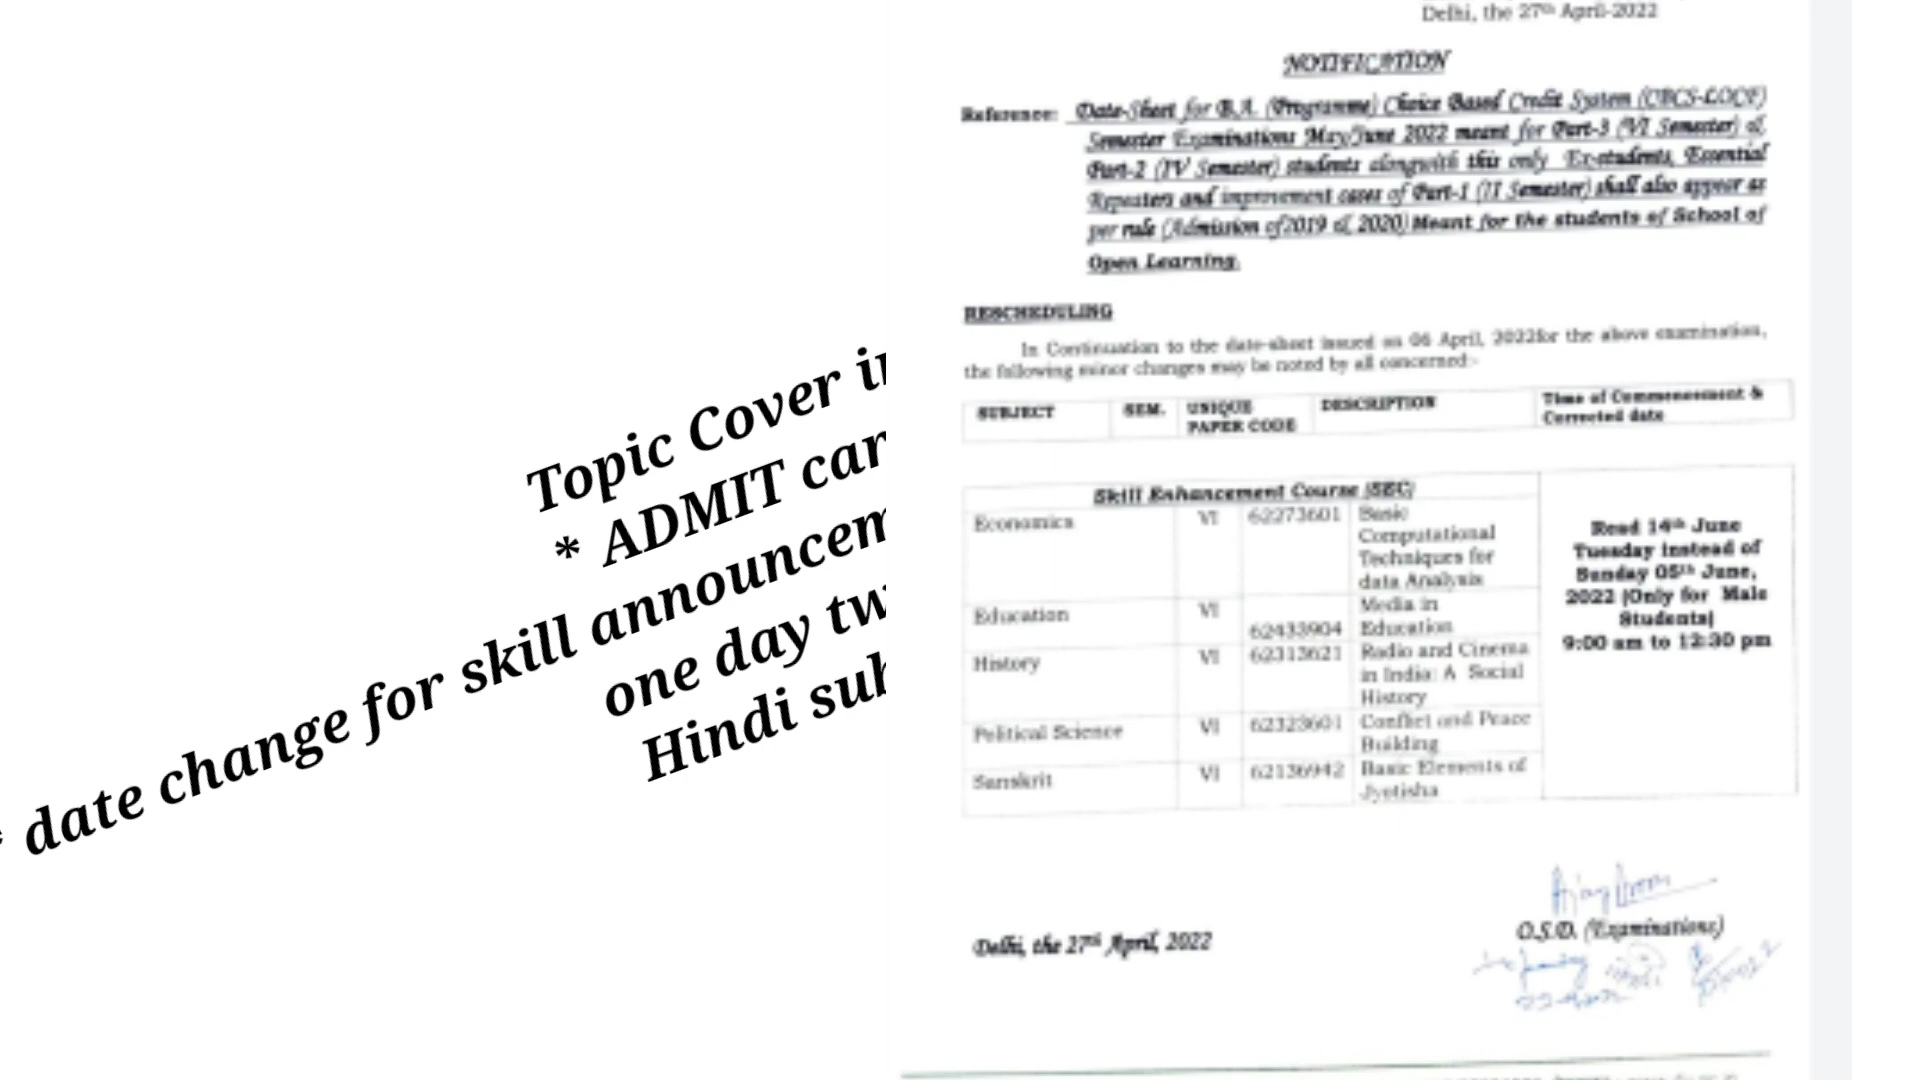 Topic Cover i
* ADMIT car
* date change for skill announcem
one day tw
Hindi sub
Delhi, the 27th April-2022
NOTIFICATION
Reference: Date-Sheet for B.A. (Programme) Choice Based Credit System (CBCS-LOCF)
Semester Examinations May/June 2022 meant for Part-3 (VI Semester) &
Part-2 (IV Semester) students alongwith this only Ex-students, Essential
Repeaters and improvement cases of Part-1 (II Semester) shall also appear as
per rule (Admission of2019 & 2020) Meant for the students of School of
Open Learning.
RESCHEDULING
In Continuation to the date-sheet issued on 06 April, 2022for the above examination,
the following minor changes may be noted by all concerned:-
SUBJECT SEM. UNIQUE PAPER CODE DESCRIPTION Time of Commencement & Corrected date
Skill Enhancement Course (SEC)
Economics VI 62273601 Basic
Computational
Techniques for
data Analysis
Education VI 62433904 Media in
Education
History VI 62313621 Radio and Cinema
in India: A Social
History
Political Science VI 62323601 Conflict and Peace
Building
Sanskrit VI 62136942 Basic Elements of
Jyotisha
Read 14th June
Tuesday instead of
Sunday 05th June,
2022 (Only for Male
Students)
9:00 am to 12:30 pm
Delhi, the 27th April, 2022
O.S.D. (Examinations)